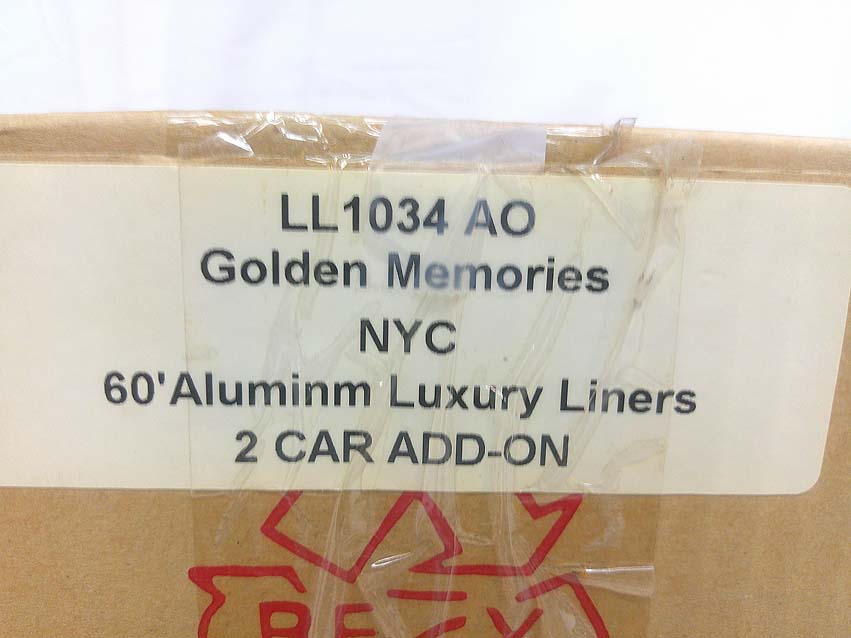 LL1034 AO
Golden Memories
NYC
60'Aluminm Luxury Liners
2 CAR ADD-ON